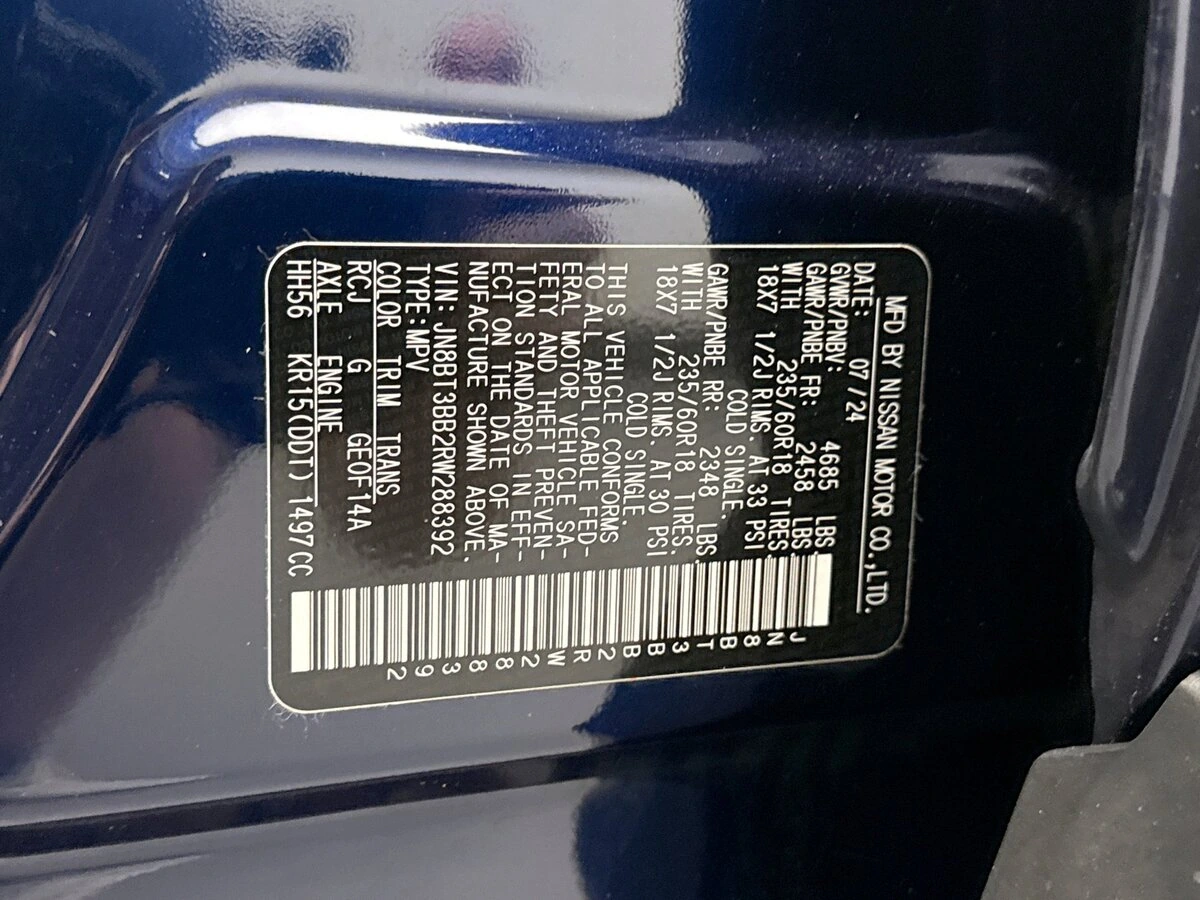 MFD BY NISSAN MOTOR CO.,LTD.
DATE: 07/24
GVWR/PNBV: 4685 LBS
GAWR/PNBE FR: 2458 LBS
WITH 235/60R18 TIRES.
18X7 1/2J RIMS. AT 33 PSI
COLD SINGLE.
GAWR/PNBE RR: 2348 LBS
WITH 235/60R18 TIRES.
18X7 1/2J RIMS. AT 30 PSI
COLD SINGLE.
THIS VEHICLE CONFORMS
TO ALL APPLICABLE FED-
ERAL MOTOR VEHICLE SA-
FETY AND THEFT PREVEN-
TION STANDARDS IN EFF-
ECT ON THE DATE OF MA-
NUFACTURE SHOWN ABOVE.
VIN: JN8BT3BB2RW288392
TYPE:MPV
COLOR TRIM TRANS
RCJ G GE0F14A
AXLE ENGINE
HH56 KR15(DDT) 1497CC
JN8BT3BB2RW288392